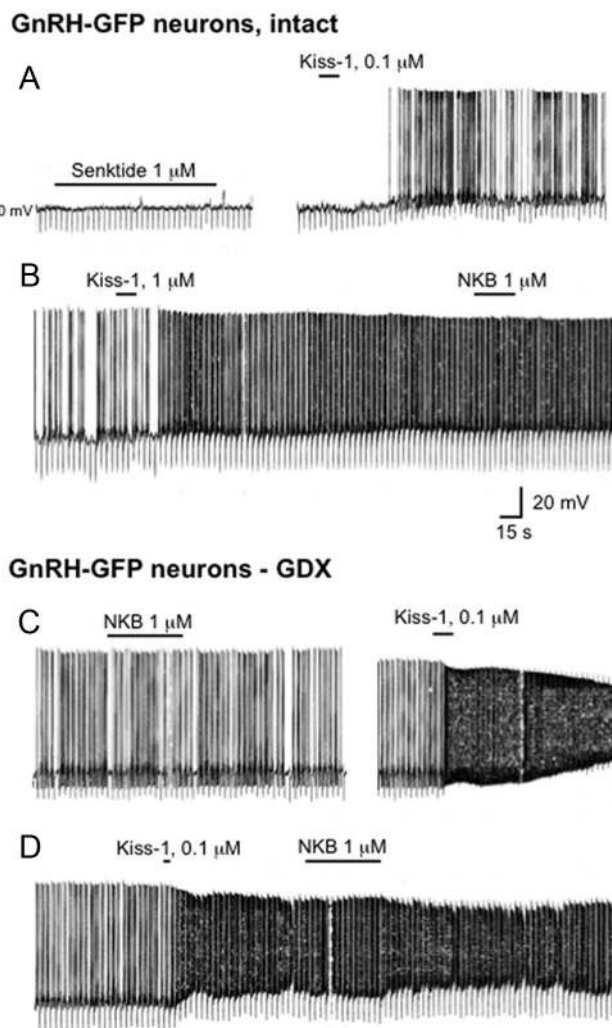 GnRH-GFP neurons, intact
A
Kiss-1, 0.1 µM
Senktide 1 µM
0 mV
B
Kiss-1, 1 µM
NKB 1 µM
20 mV
15 s
GnRH-GFP neurons - GDX
C
NKB 1 µM
Kiss-1, 0.1 µM
D
Kiss-1, 0.1 µM
NKB 1 µM